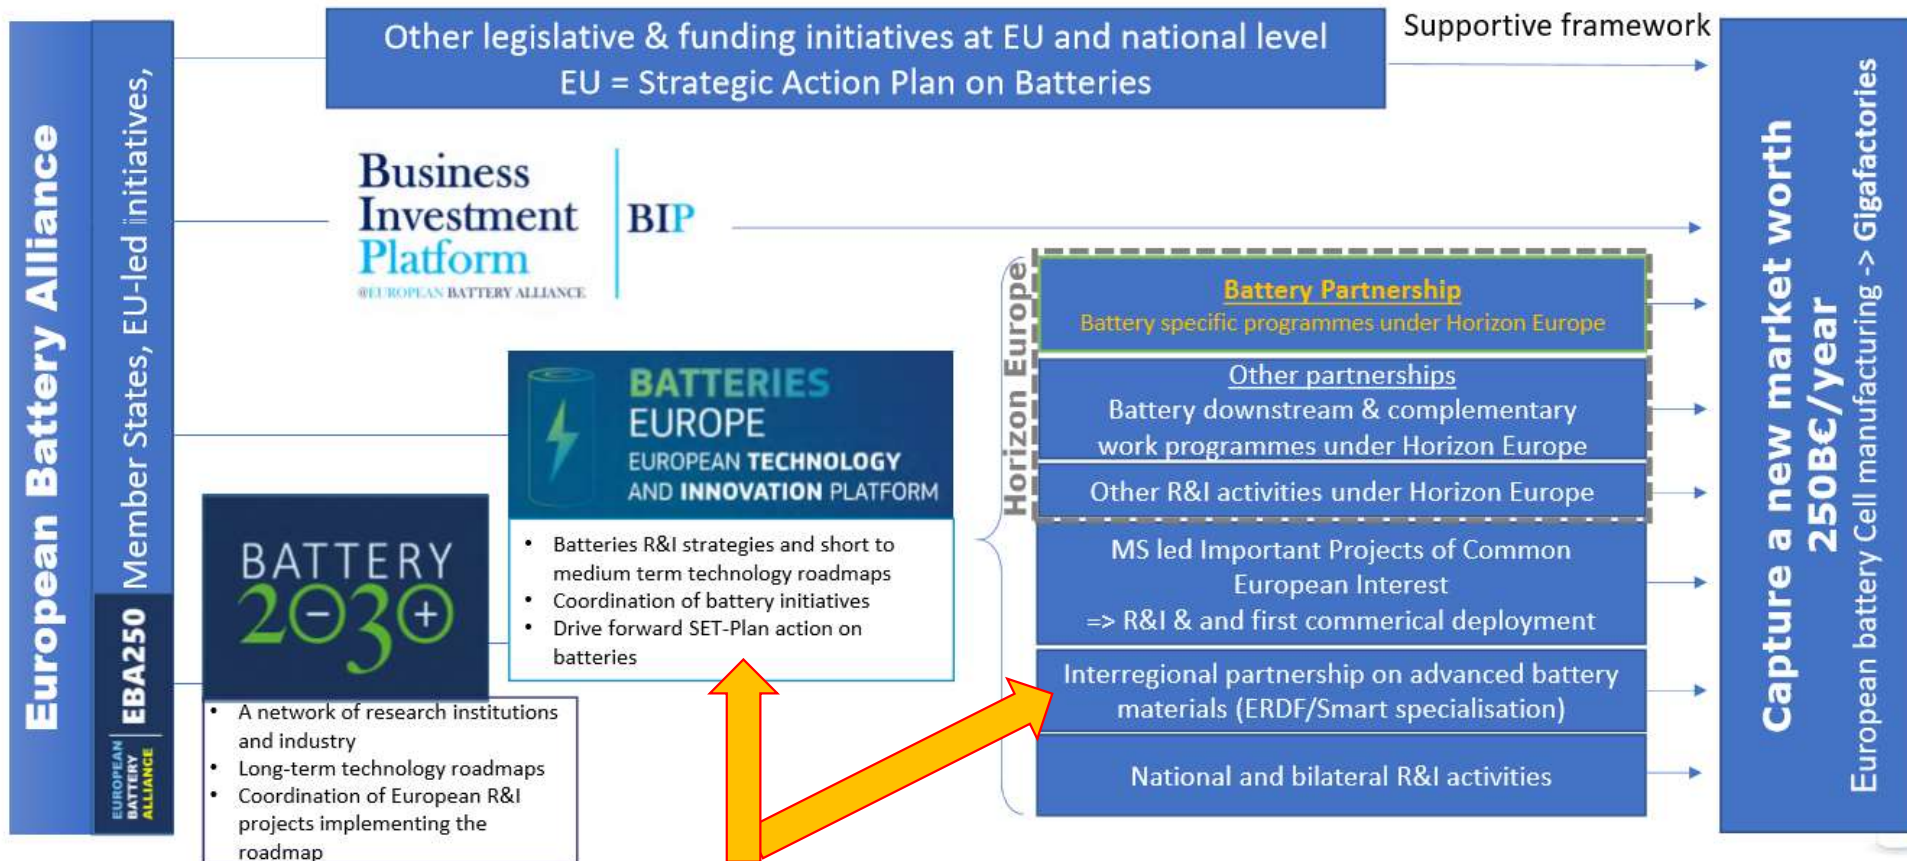 European Battery Alliance
Member States, EU-led initiatives,
EBA250
EUROPEAN
BATTERY
ALLIANCE
Other legislative & funding initiatives at EU and national level
EU = Strategic Action Plan on Batteries
Supportive framework
Business
Investment
Platform
@EUROPEAN BATTERY ALLIANCE
BIP
BATTERIES
EUROPE
EUROPEAN TECHNOLOGY
AND INNOVATION PLATFORM
• Batteries R&I strategies and short to
medium term technology roadmaps
• Coordination of battery initiatives
• Drive forward SET-Plan action on
batteries
BATTERY
2030+
• A network of research institutions
and industry
• Long-term technology roadmaps
• Coordination of European R&I
projects implementing the
roadmap
Horizon Europe
Battery Partnership
Battery specific programmes under Horizon Europe
Other partnerships
Battery downstream & complementary
work programmes under Horizon Europe
Other R&I activities under Horizon Europe
MS led Important Projects of Common
European Interest
=> R&I & and first commerical deployment
Interregional partnership on advanced battery
materials (ERDF/Smart specialisation)
National and bilateral R&I activities
Capture a new market worth
250B€/year
European battery Cell manufacturing -> Gigafactories